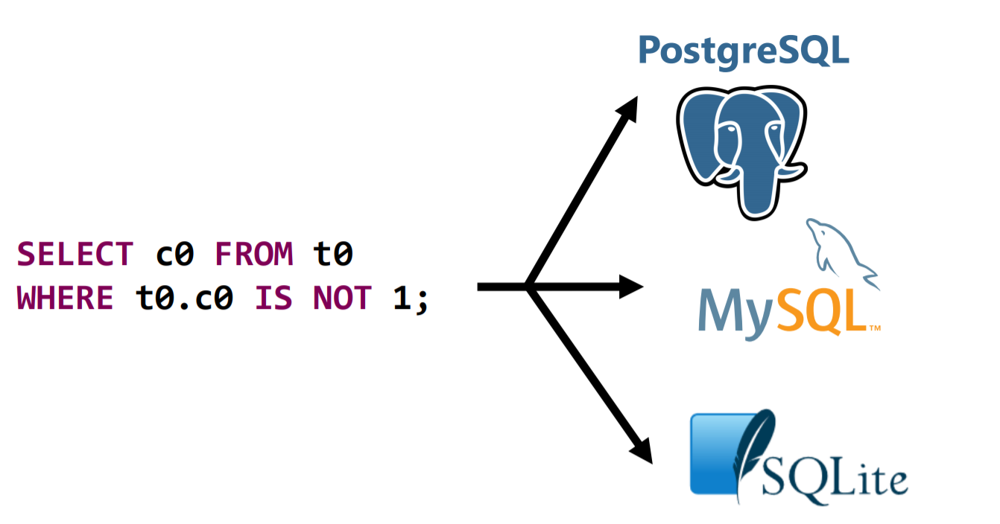 PostgreSQL
SELECT c0 FROM t0
WHERE t0.c0 IS NOT 1;
MySQL™
SQLite